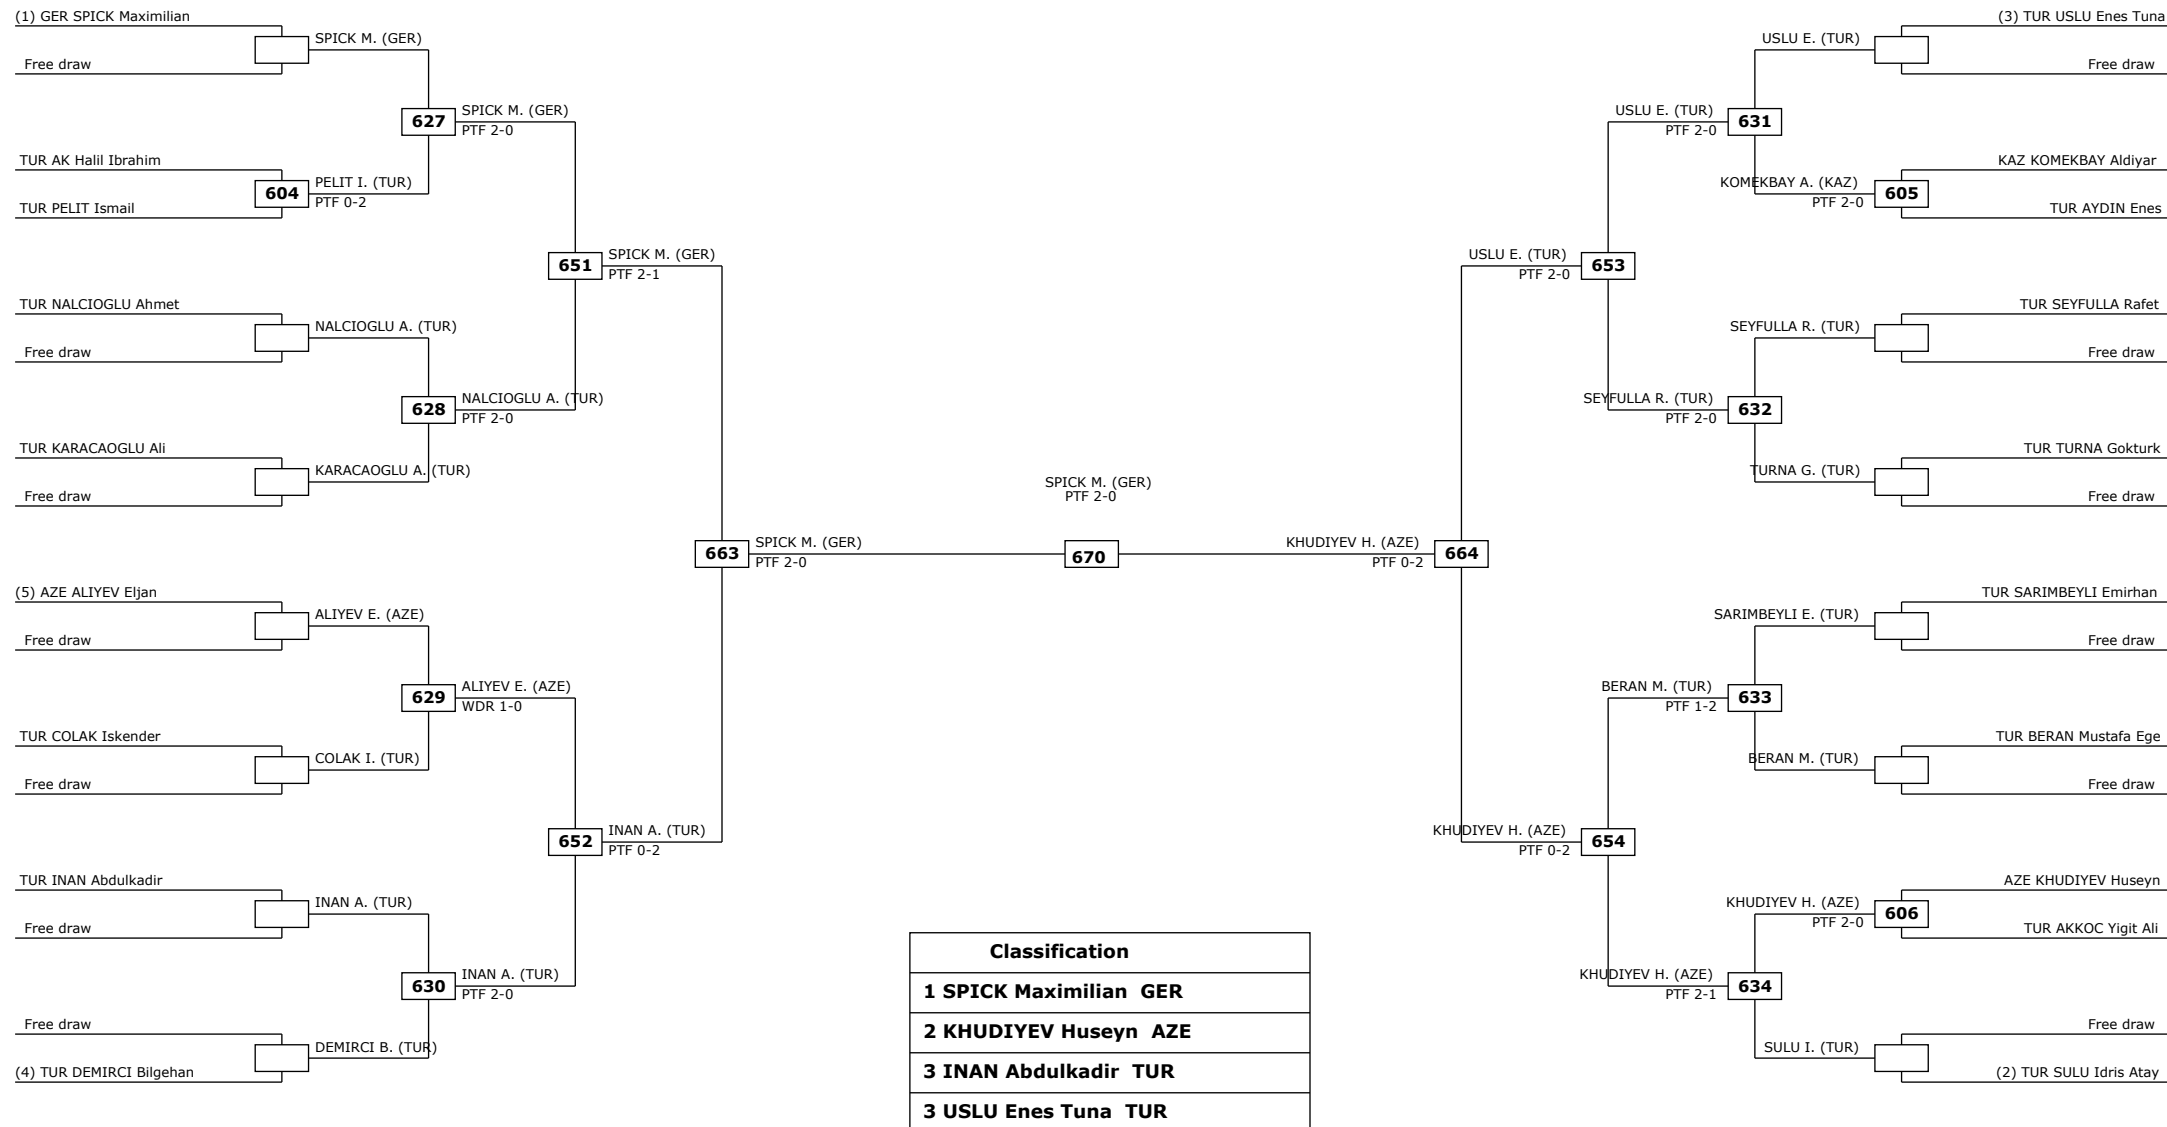 (1) GER SPICK Maximilian
SPICK M. (GER)
Free draw
SPICK M. (GER)
627
PTF 2-0
TUR AK Halil Ibrahim
604
PELIT I. (TUR)
PTF 0-2
TUR PELIT Ismail
651
SPICK M. (GER)
PTF 2-1
TUR NALCIOGLU Ahmet
NALCIOGLU A. (TUR)
Free draw
628
NALCIOGLU A. (TUR)
PTF 2-0
TUR KARACAOGLU Ali
KARACAOGLU A. (TUR)
Free draw
663
SPICK M. (GER)
PTF 2-0
(5) AZE ALIYEV Eljan
ALIYEV E. (AZE)
Free draw
629
ALIYEV E. (AZE)
WDR 1-0
TUR COLAK Iskender
COLAK I. (TUR)
Free draw
652
INAN A. (TUR)
PTF 0-2
TUR INAN Abdulkadir
INAN A. (TUR)
Free draw
630
INAN A. (TUR)
PTF 2-0
Free draw
DEMIRCI B. (TUR)
(4) TUR DEMIRCI Bilgehan
SPICK M. (GER)
PTF 2-0
670
(3) TUR USLU Enes Tuna
USLU E. (TUR)
Free draw
USLU E. (TUR)
PTF 2-0
631
KAZ KOMEKBAY Aldiyar
KOMEKBAY A. (KAZ)
PTF 2-0
605
TUR AYDIN Enes
USLU E. (TUR)
PTF 2-0
653
TUR SEYFULLA Rafet
SEYFULLA R. (TUR)
Free draw
SEYFULLA R. (TUR)
PTF 2-0
632
TUR TURNA Gokturk
TURNA G. (TUR)
Free draw
KHUDIYEV H. (AZE)
PTF 0-2
664
TUR SARIMBEYLI Emirhan
SARIMBEYLI E. (TUR)
Free draw
BERAN M. (TUR)
PTF 1-2
633
TUR BERAN Mustafa Ege
BERAN M. (TUR)
Free draw
KHUDIYEV H. (AZE)
PTF 0-2
654
AZE KHUDIYEV Huseyn
KHUDIYEV H. (AZE)
PTF 2-0
606
TUR AKKOC Yigit Ali
KHUDIYEV H. (AZE)
PTF 2-1
634
Free draw
SULU I. (TUR)
(2) TUR SULU Idris Atay
Classification
1 SPICK Maximilian GER
2 KHUDIYEV Huseyn AZE
3 INAN Abdulkadir TUR
3 USLU Enes Tuna TUR